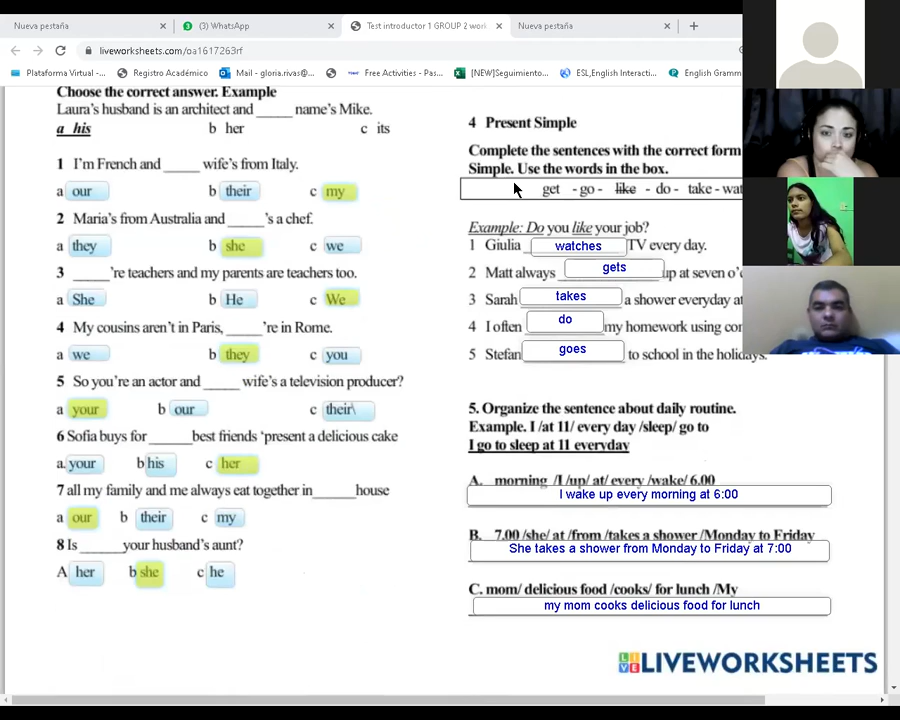 Nueva pestaña
(3) WhatsApp
Test introductor 1 GROUP 2 work
Nueva pestaña
liveworksheets.com/oa1617263rf
Plataforma Virtual -...
Registro Académico
Mail - gloria.rivas@...
Free Activities - Pas...
[NEW]Seguimiento...
ESL,English Interacti...
English Gramm
Choose the correct answer. Example
Laura's husband is an architect and _____ name's Mike.
a his b her c its
1 I'm French and _____ wife's from Italy.
a our b their c my
2 Maria's from Australia and _____'s a chef.
a they b she c we
3 _____'re teachers and my parents are teachers too.
a She b He c We
4 My cousins aren't in Paris, _____'re in Rome.
a we b they c you
5 So you're an actor and _____ wife's a television producer?
a your b our c their\
6 Sofia buys for ______best friends 'present a delicious cake
a. your b his c her
7 all my family and me always eat together in______house
a our b their c my
8 Is ______your husband's aunt?
A her b she c he
4 Present Simple
Complete the sentences with the correct form
Simple. Use the words in the box.
get - go - like - do - take - wat
Example: Do you like your job?
1 Giulia watches TV every day.
2 Matt always gets up at seven o'c
3 Sarah takes a shower everyday at
4 I often do my homework using con
5 Stefan goes to school in the holidays.
5. Organize the sentence about daily routine.
Example. I /at 11/ every day /sleep/ go to
I go to sleep at 11 everyday
A. morning /I /up/ at/ every /wake/ 6.00
I wake up every morning at 6:00
B. 7.00 /she/ at /from /takes a shower /Monday to Friday
She takes a shower from Monday to Friday at 7:00
C. mom/ delicious food /cooks/ for lunch /My
my mom cooks delicious food for lunch
LIVEWORKSHEETS